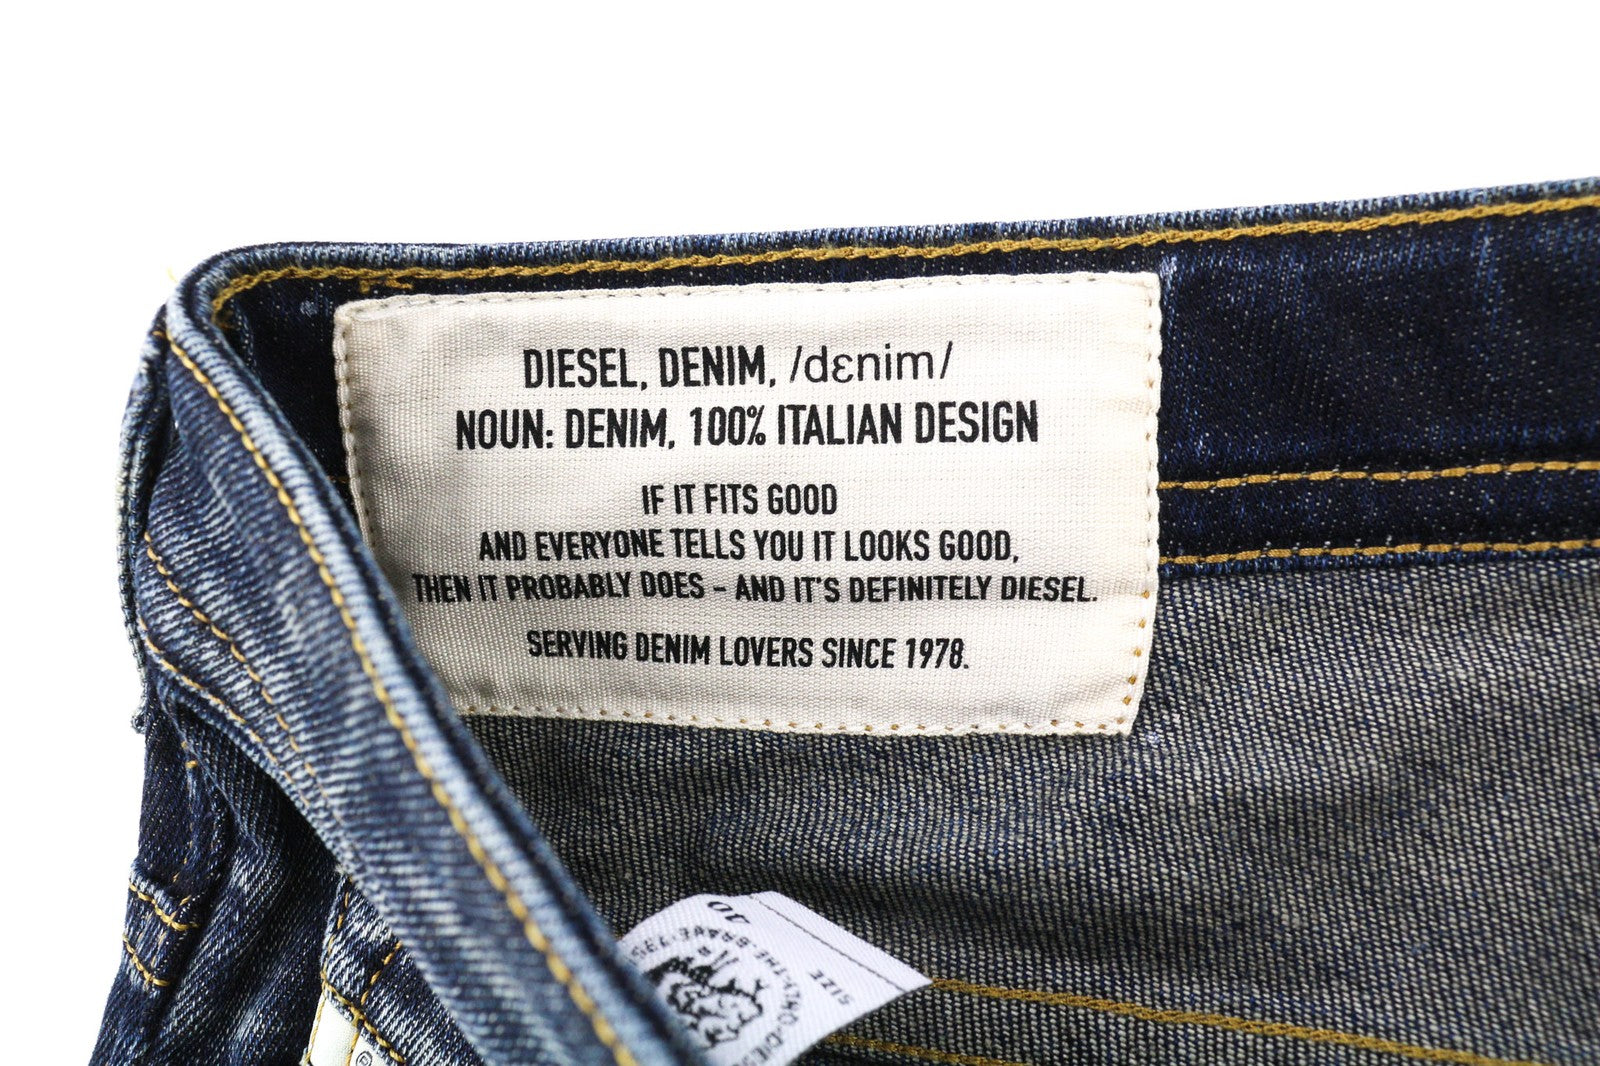 DIESEL, DENIM, /dɛnim/
NOUN: DENIM, 100% ITALIAN DESIGN
IF IT FITS GOOD
AND EVERYONE TELLS YOU IT LOOKS GOOD,
THEN IT PROBABLY DOES - AND IT'S DEFINITELY DIESEL.
SERVING DENIM LOVERS SINCE 1978.
SIZE